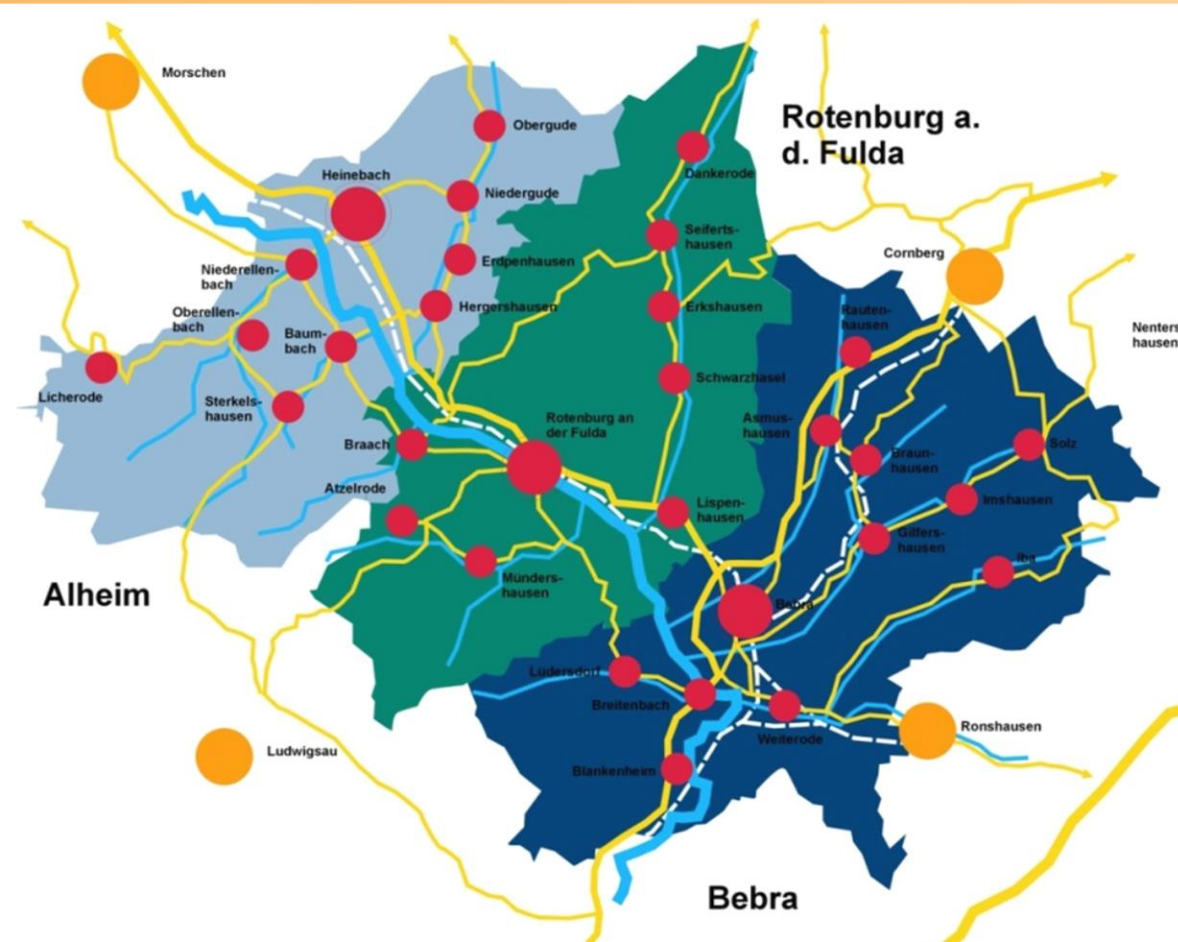 Morschen
Obergude
Rotenburg a.
d. Fulda
Heinebach
Dankerode
Niedergude
Seiferts-
hausen
Cornberg
Niederellen-
bach
Erdpenhausen
Oberellen-
bach
Hergershausen
Erkshausen
Rauten-
hausen
Nenters
hausen
Baum-
bach
Licherode
Sterkels-
hausen
Schwarzhasel
Rotenburg an
der Fulda
Asmus-
hausen
Braach
Braun-
hausen
Solz
Atzelrode
Lispen-
hausen
Imshausen
Gilfers-
hausen
Iba
Alheim
Münders-
hausen
Bebra
Lüdersdorf
Breitenbach
Weiterode
Ronshausen
Ludwigsau
Blankenheim
Bebra